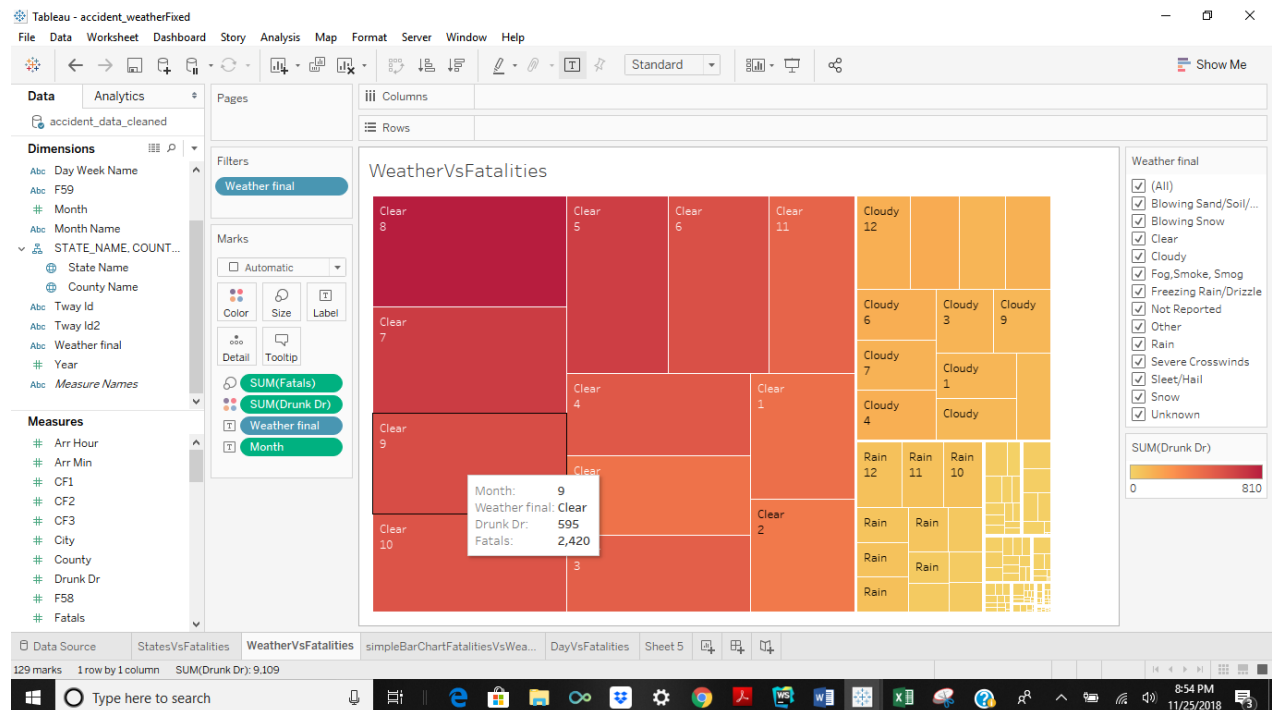 Tableau - accident_weatherFixed
File Data Worksheet Dashboard Story Analysis Map Format Server Window Help
Standard
Show Me
Data Analytics
accident_data_cleaned
Dimensions
Abc Day Week Name
Abc F59
# Month
Abc Month Name
STATE_NAME, COUNT...
State Name
County Name
Abc Tway Id
Abc Tway Id2
Abc Weather final
# Year
Abc Measure Names
Measures
# Arr Hour
# Arr Min
# CF1
# CF2
# CF3
# City
# County
# Drunk Dr
# F58
# Fatals
Pages
Filters
Weather final
Marks
Automatic
Color Size Label
Detail Tooltip
SUM(Fatals)
SUM(Drunk Dr)
Weather final
Month
Columns
Rows
WeatherVsFatalities
Clear
8
Clear
7
Clear
9
Clear
10
Clear
5
Clear
6
Clear
11
Clear
4
Clear
3
Clear
1
Clear
2
Month: 9
Weather final: Clear
Drunk Dr: 595
Fatals: 2,420
Cloudy
12
Cloudy
6
Cloudy
3
Cloudy
9
Cloudy
7
Cloudy
1
Cloudy
4
Cloudy
Rain
12
Rain
11
Rain
10
Rain
Rain
Rain
Rain
Rain
Weather final
(All)
Blowing Sand/Soil/...
Blowing Snow
Clear
Cloudy
Fog,Smoke, Smog
Freezing Rain/Drizzle
Not Reported
Other
Rain
Severe Crosswinds
Sleet/Hail
Snow
Unknown
SUM(Drunk Dr)
0 810
Data Source StatesVsFatalities WeatherVsFatalities simpleBarChartFatalitiesVsWea... DayVsFatalities Sheet 5
129 marks 1 row by 1 column SUM(Drunk Dr): 9,109
Type here to search
8:54 PM
11/25/2018
3